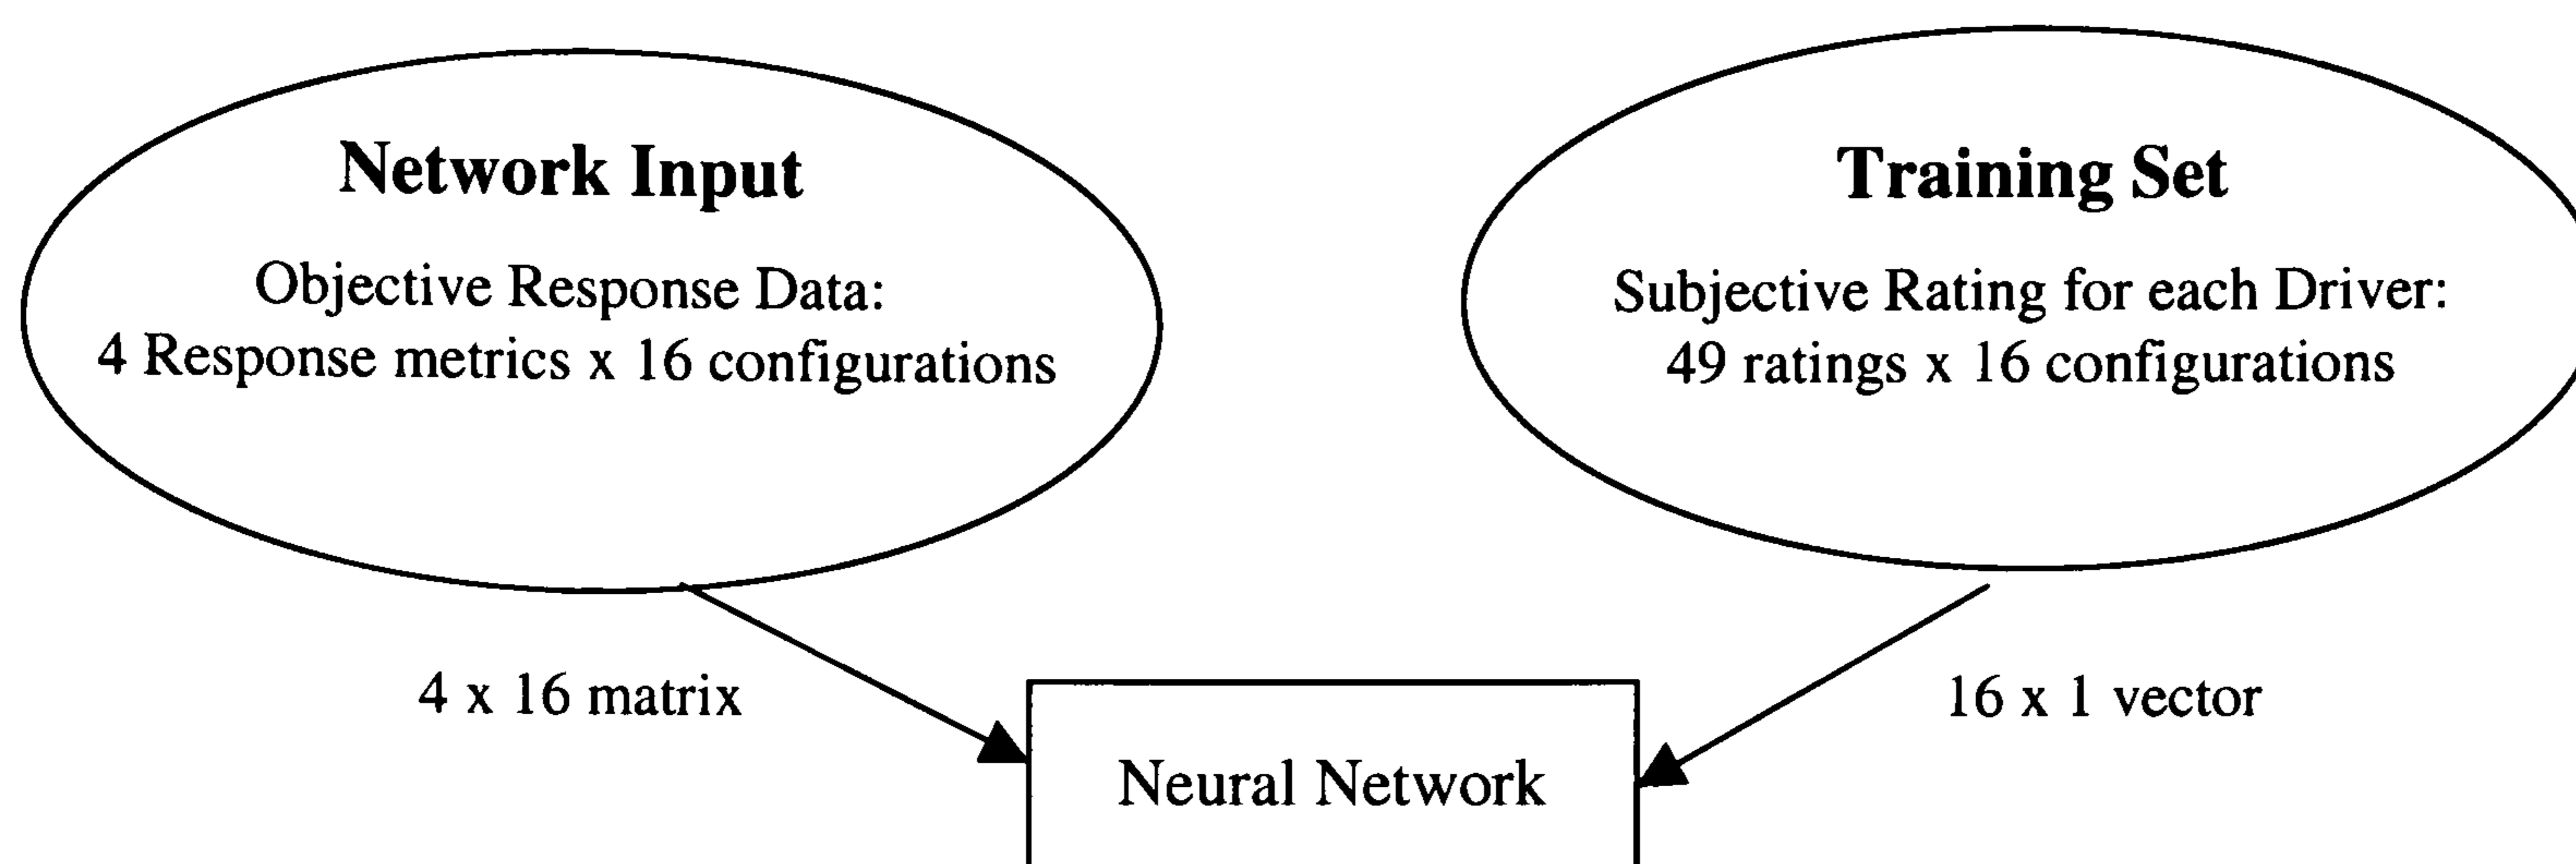 Network Input
Objective Response Data:
4 Response metrics x 16 configurations
Training Set
Subjective Rating for each Driver:
49 ratings x 16 configurations
4 x 16 matrix
16 x 1 vector
Neural Network